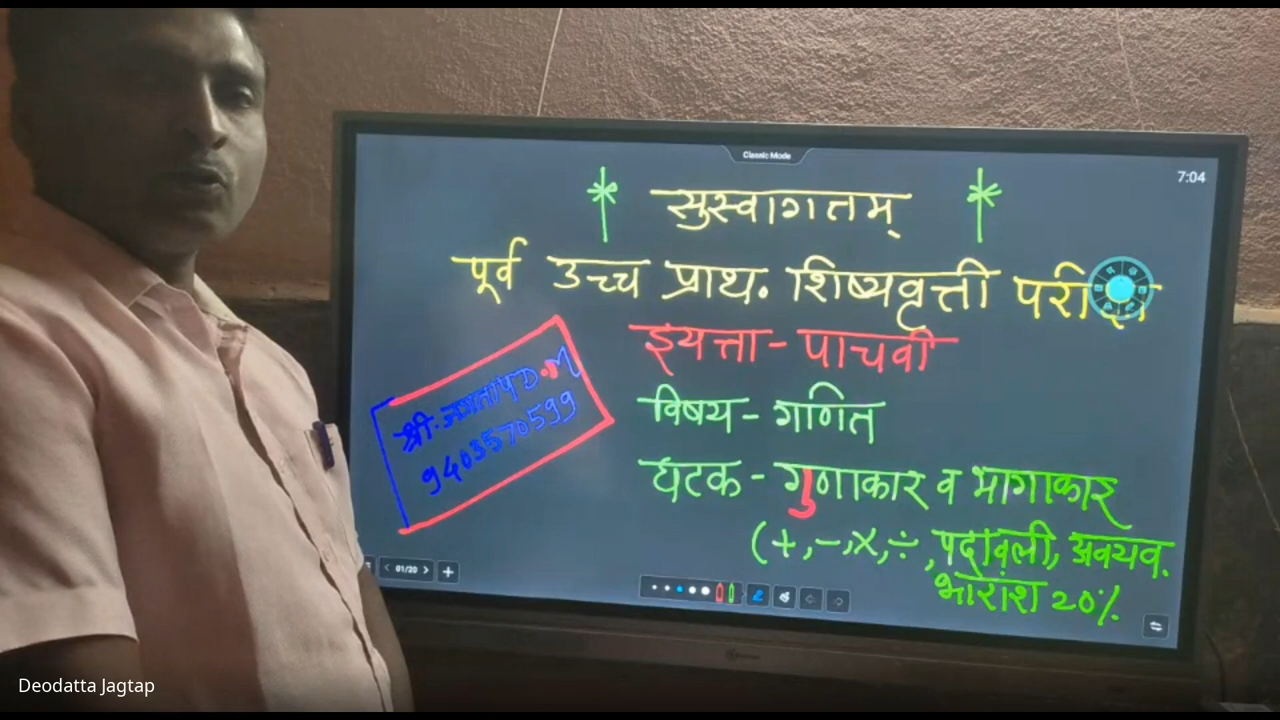 Classic Mode
7:04
सुस्वागतम्
पूर्व उच्च प्राथ. शिष्यवृत्ती परीक्षा
इयत्ता - पाचवी
श्री. जगताप D.M
9403570599
विषय - गणित
घटक - गुणाकार व भागाकार
(+,-,×,÷, पदावली, अवयव.
भारांश 20%
01/20
Deodatta Jagtap